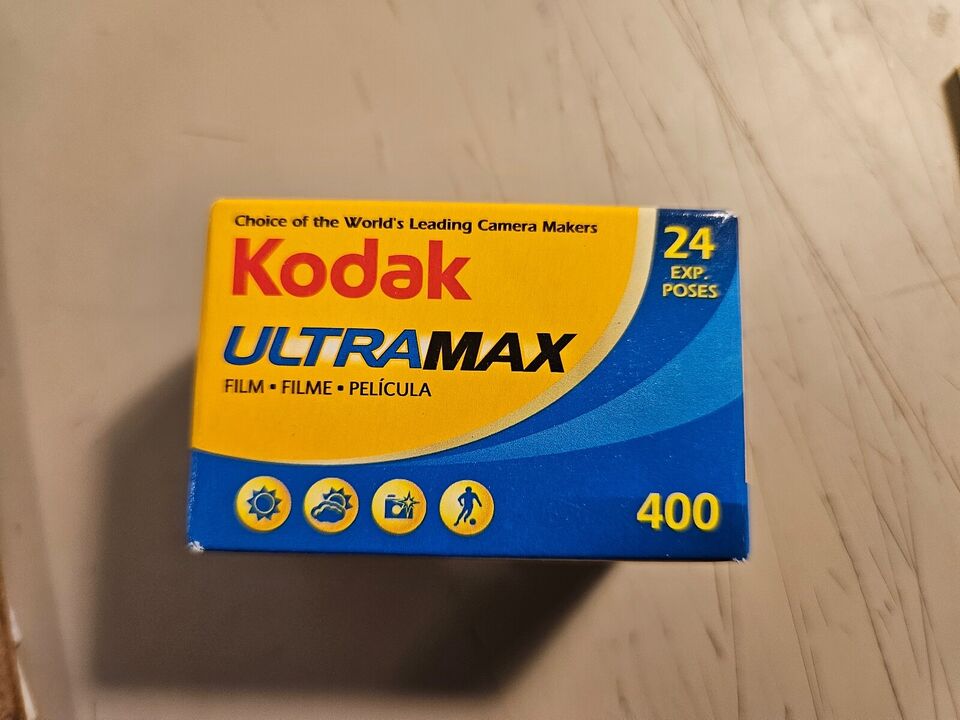 Choice of the World's Leading Camera Makers
Kodak
24
EXP.
POSES
ULTRAMAX
FILM • FILME • PELÍCULA
400